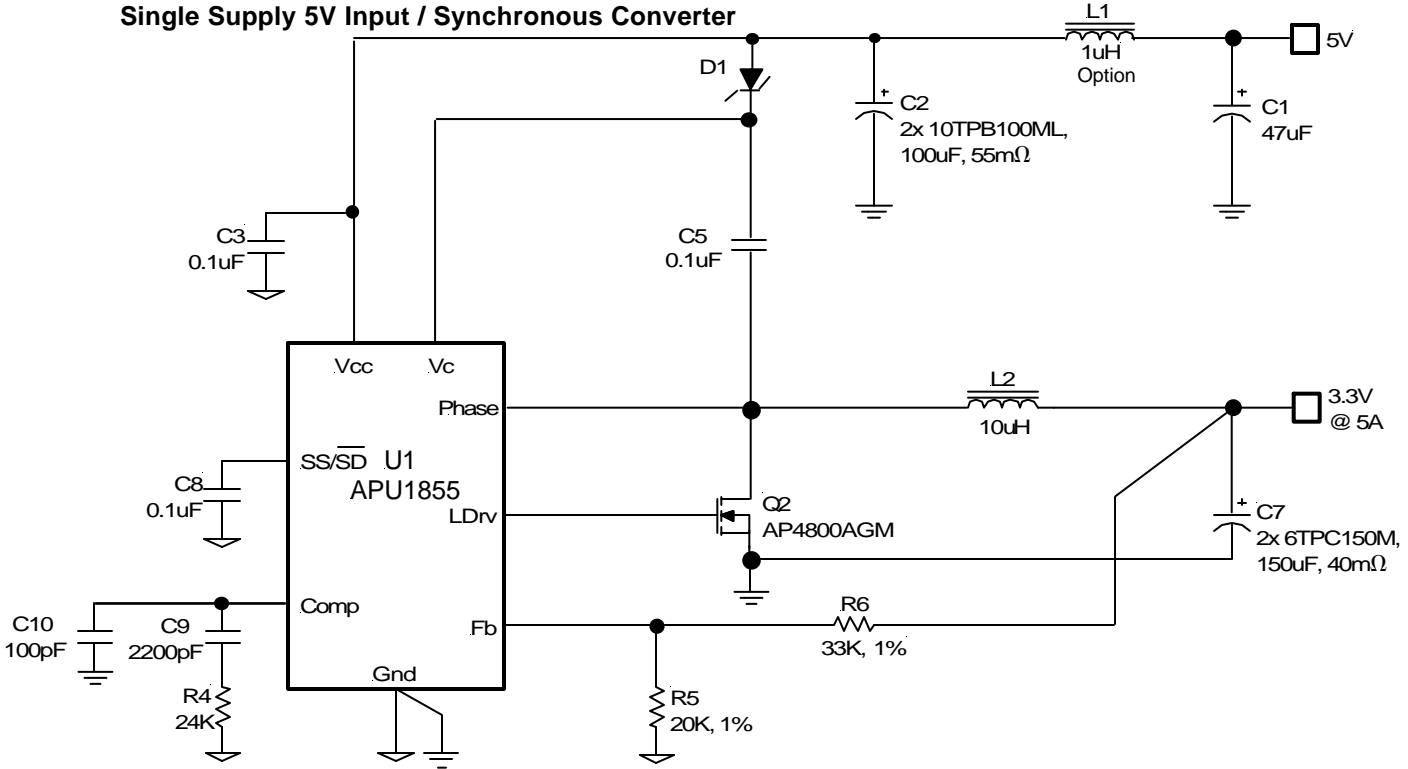 Single Supply 5V Input / Synchronous Converter
L1
1uH
Option
5V
D1
C2
2x 10TPB100ML,
100uF, 55mΩ
C1
47uF
C3
0.1uF
C5
0.1uF
Vcc
Vc
Phase
L2
10uH
3.3V
@ 5A
SS/SD
U1
APU1855
C8
0.1uF
LDrv
Q2
AP4800AGM
C7
2x 6TPC150M,
150uF, 40mΩ
Comp
Fb
R6
33K, 1%
C10
100pF
C9
2200pF
Gnd
R4
24K
R5
20K, 1%